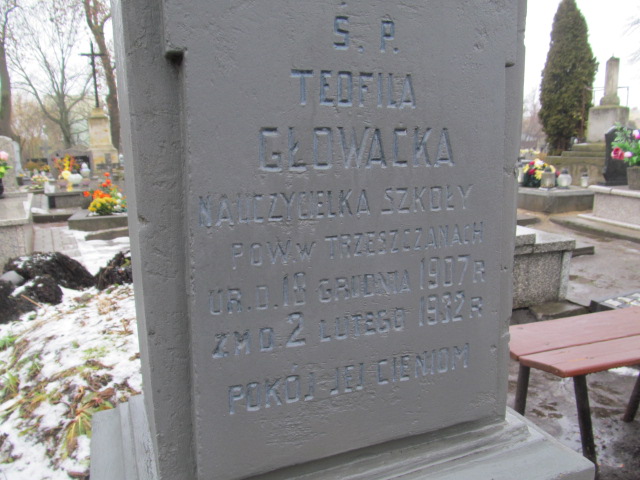 Ś. P.
TEOFILA
GŁOWACKA
NAUCZYCIELKA SZKOŁY
POW. W TRZESZCZANACH
UR. D. 18 GRUDNIA 1907 R
ZM D. 2 LUTEGO 1932 R
POKÓJ JEJ CIENIOM